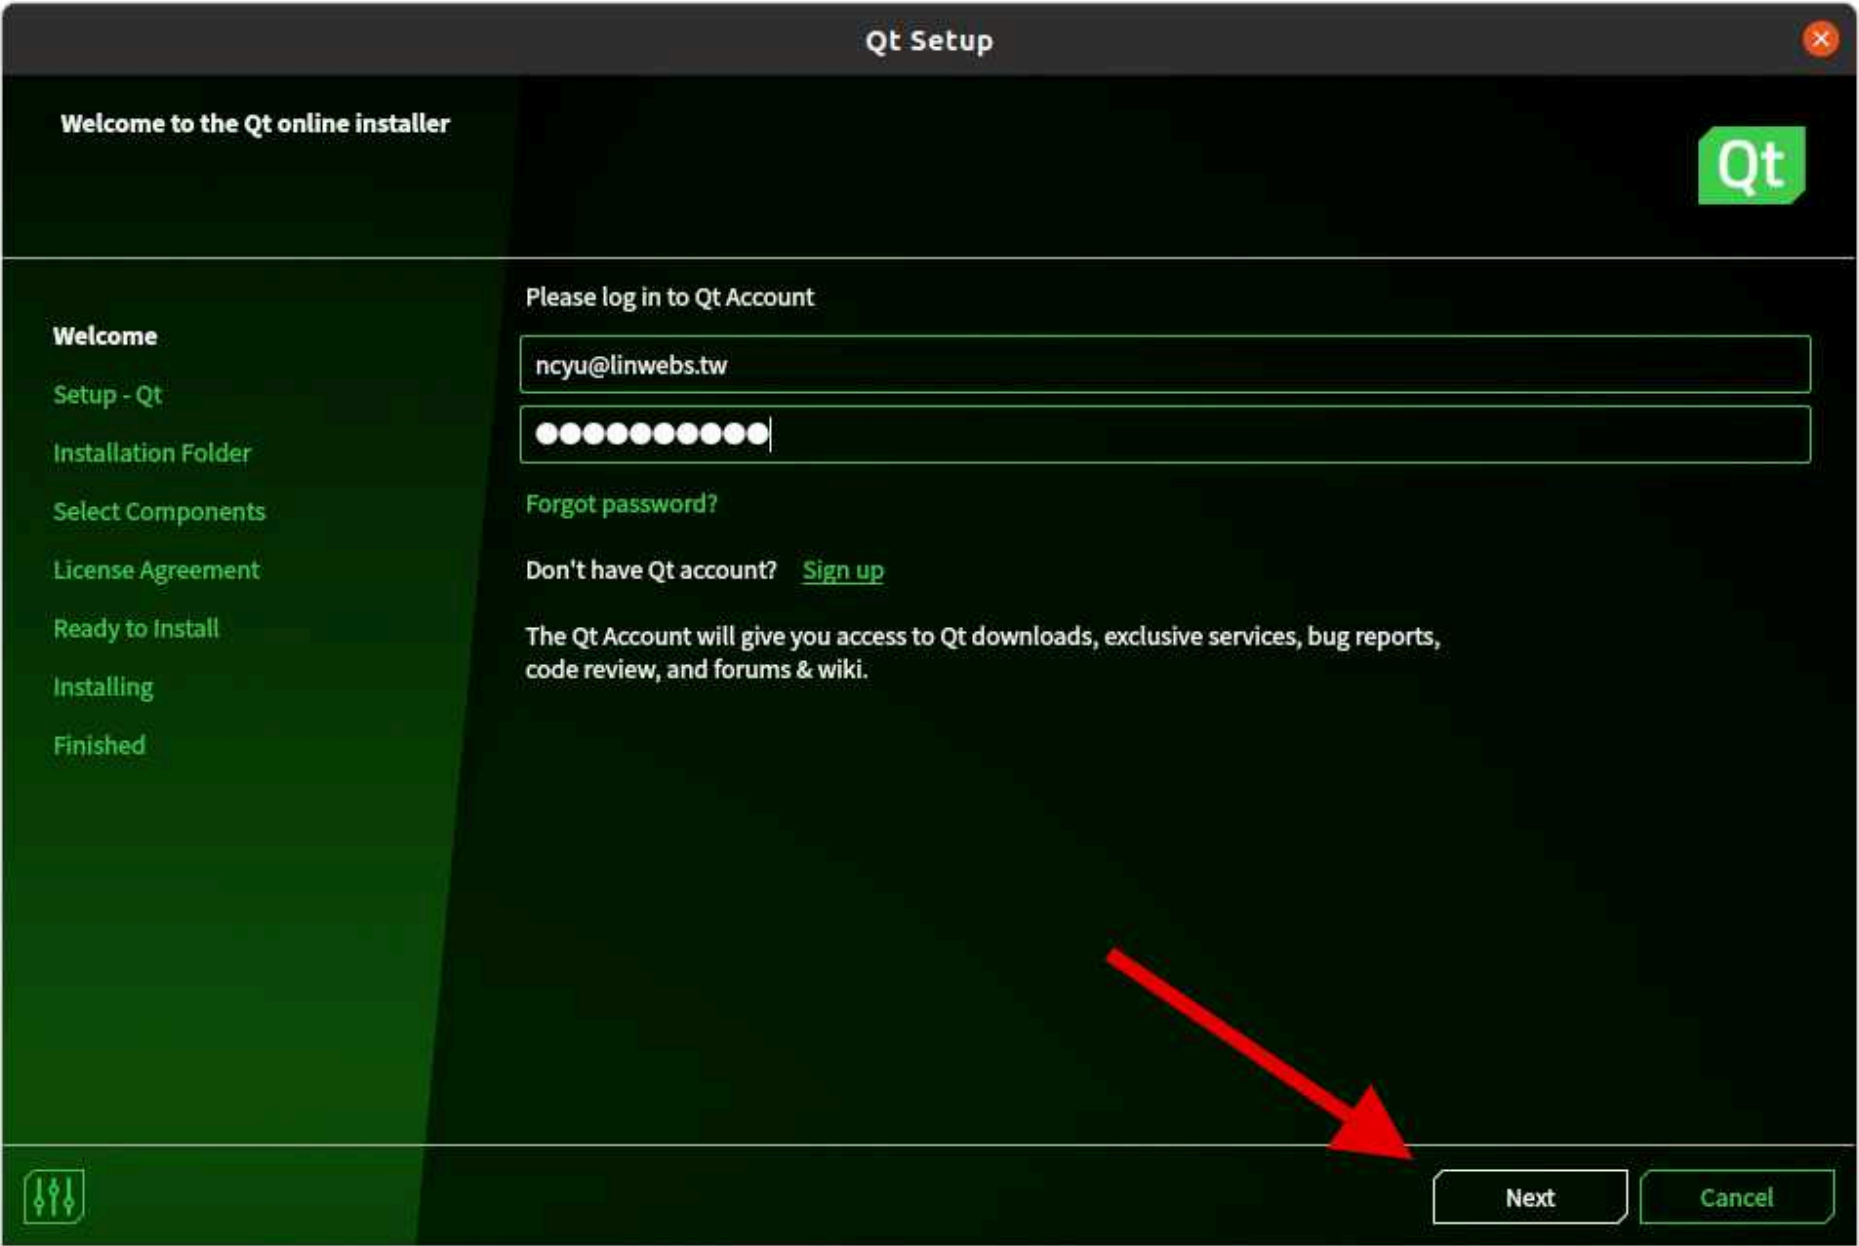 Qt Setup
Welcome to the Qt online installer
Qt
Please log in to Qt Account
Welcome
ncyu@linwebs.tw
Setup - Qt
●●●●●●●●●●
Installation Folder
Forgot password?
Select Components
Don't have Qt account? Sign up
License Agreement
The Qt Account will give you access to Qt downloads, exclusive services, bug reports,
code review, and forums & wiki.
Ready to Install
Installing
Finished
Next
Cancel